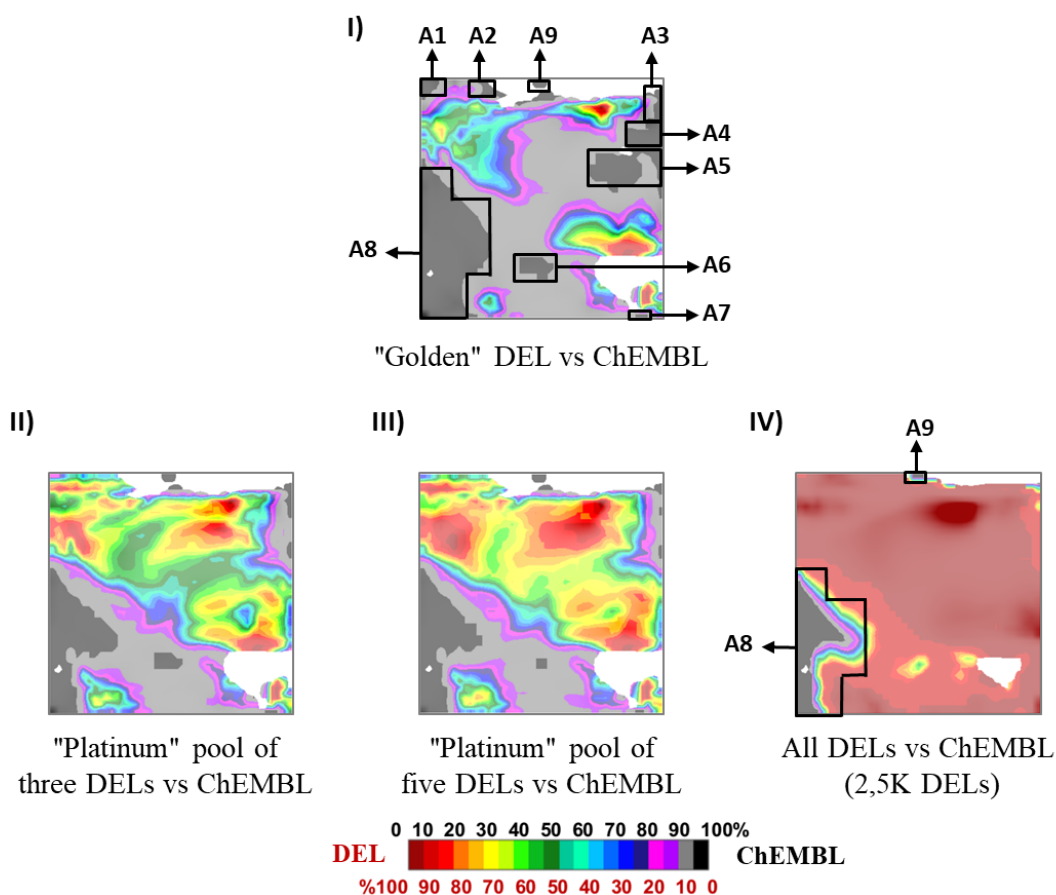 I)
A1 A2 A9 A3
A4
A5
A8
A6
A7
"Golden" DEL vs ChEMBL
II)
III)
IV)
A9
A8
"Platinum" pool of
three DELs vs ChEMBL
"Platinum" pool of
five DELs vs ChEMBL
All DELs vs ChEMBL
(2,5K DELs)
0 10 20 30 40 50 60 70 80 90 100%
DEL ChEMBL
%100 90 80 70 60 50 40 30 20 10 0